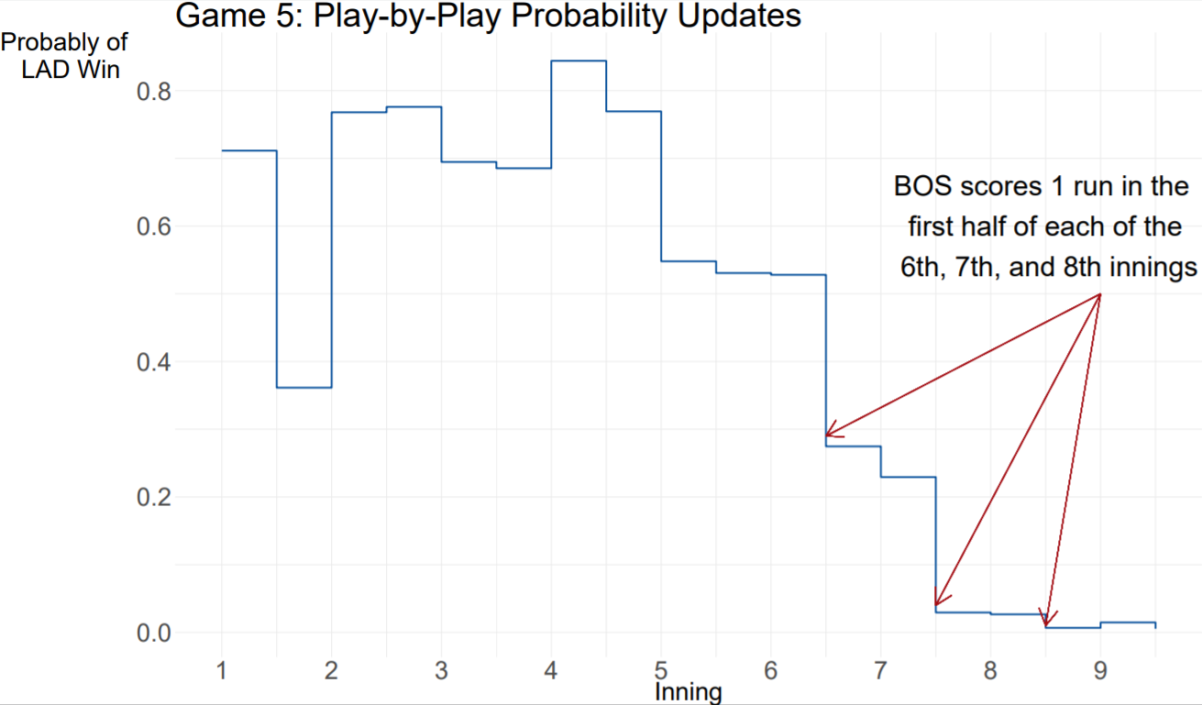 Game 5: Play-by-Play Probability Updates
Probably of
LAD Win
0.8
0.6
0.4
0.2
0.0
BOS scores 1 run in the
first half of each of the
6th, 7th, and 8th innings
1 2 3 4 5 6 7 8 9
Inning